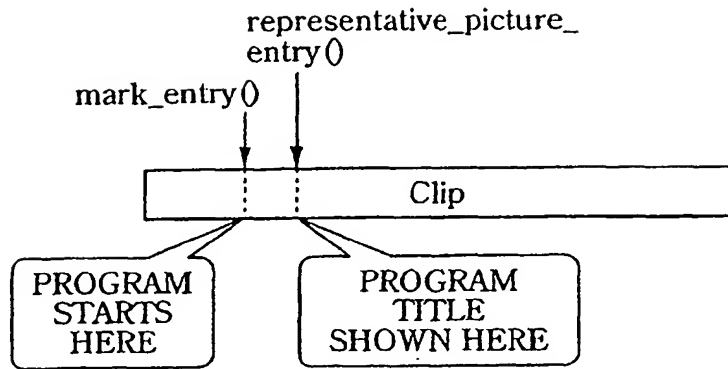 representative_picture_
entry()
mark_entry()
Clip
PROGRAM
STARTS
HERE
PROGRAM
TITLE
SHOWN HERE